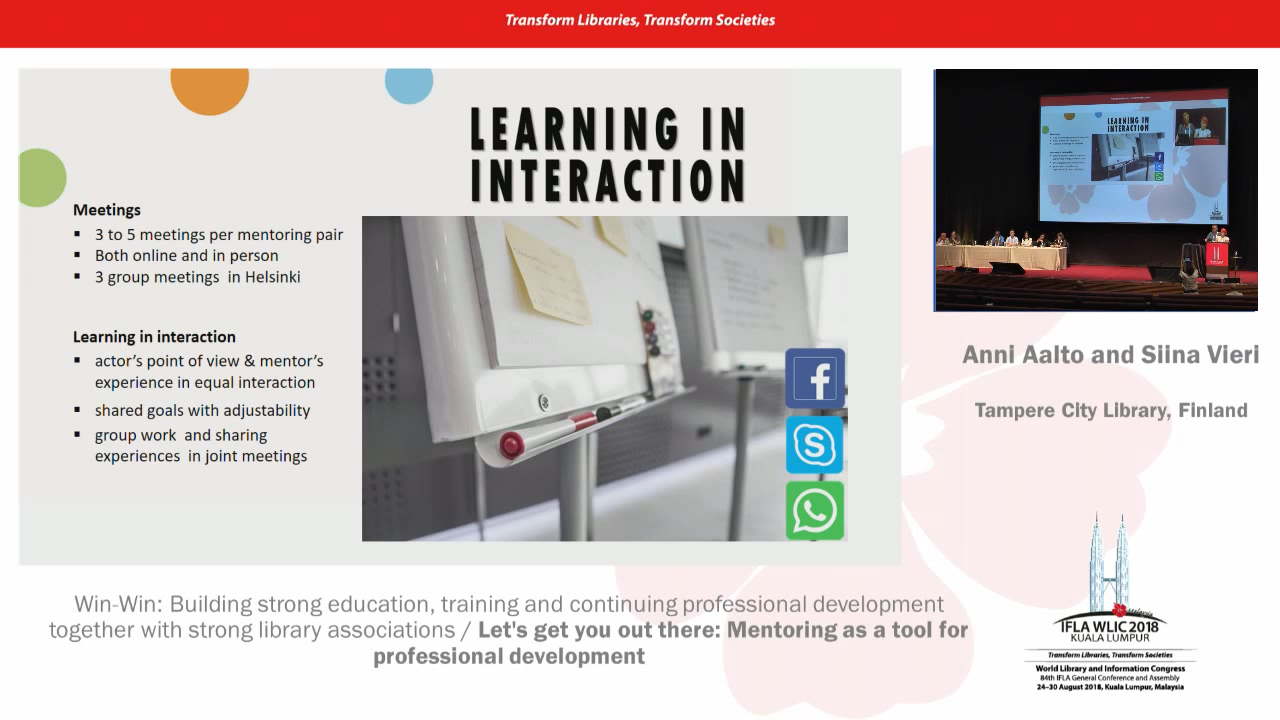 Transform Libraries, Transform Societies
LEARNING IN
INTERACTION
Meetings
▪ 3 to 5 meetings per mentoring pair
▪ Both online and in person
▪ 3 group meetings in Helsinki
Learning in interaction
▪ actor's point of view & mentor's
experience in equal interaction
▪ shared goals with adjustability
▪ group work and sharing
experiences in joint meetings
LEARNING IN
INTERACTION
Anni Aalto and Siina Vieri
Tampere City Library, Finland
Win-Win: Building strong education, training and continuing professional development
together with strong library associations / Let's get you out there: Mentoring as a tool for
professional development
malaysia
IFLA WLIC 2018
KUALA LUMPUR
Transform Libraries, Transform Societies
World Library and Information Congress
84th IFLA General Conference and Assembly
24–30 August 2018, Kuala Lumpur, Malaysia